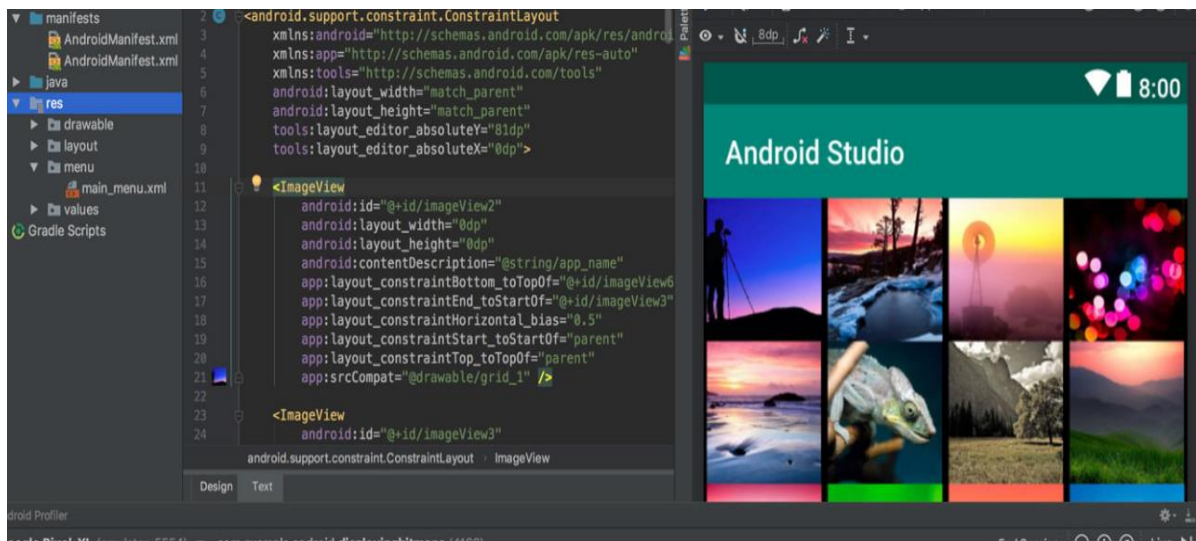 manifests
AndroidManifest.xml
AndroidManifest.xml
java
res
drawable
layout
menu
main_menu.xml
values
Gradle Scripts
2 <android.support.constraint.ConstraintLayout
3 xmlns:android="http://schemas.android.com/apk/res/androi
4 xmlns:app="http://schemas.android.com/apk/res-auto"
5 xmlns:tools="http://schemas.android.com/tools"
6 android:layout_width="match_parent"
7 android:layout_height="match_parent"
8 tools:layout_editor_absoluteY="81dp"
9 tools:layout_editor_absoluteX="0dp">
10
11 <ImageView
12 android:id="@+id/imageView2"
13 android:layout_width="0dp"
14 android:layout_height="0dp"
15 android:contentDescription="@string/app_name"
16 app:layout_constraintBottom_toTopOf="@+id/imageView6
17 app:layout_constraintEnd_toStartOf="@+id/imageView3"
18 app:layout_constraintHorizontal_bias="0.5"
19 app:layout_constraintStart_toStartOf="parent"
20 app:layout_constraintTop_toTopOf="parent"
21 app:srcCompat="@drawable/grid_1" />
22
23 <ImageView
24 android:id="@+id/imageView3"
android.support.constraint.ConstraintLayout › ImageView
Design Text
Palett
8dp
8:00
Android Studio
droid Profiler